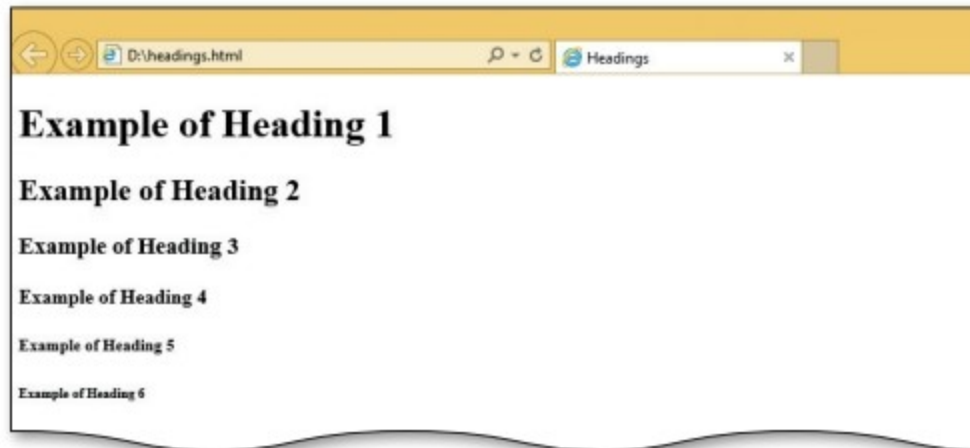 D:\headings.html
Headings
Example of Heading 1
Example of Heading 2
Example of Heading 3
Example of Heading 4
Example of Heading 5
Example of Heading 6